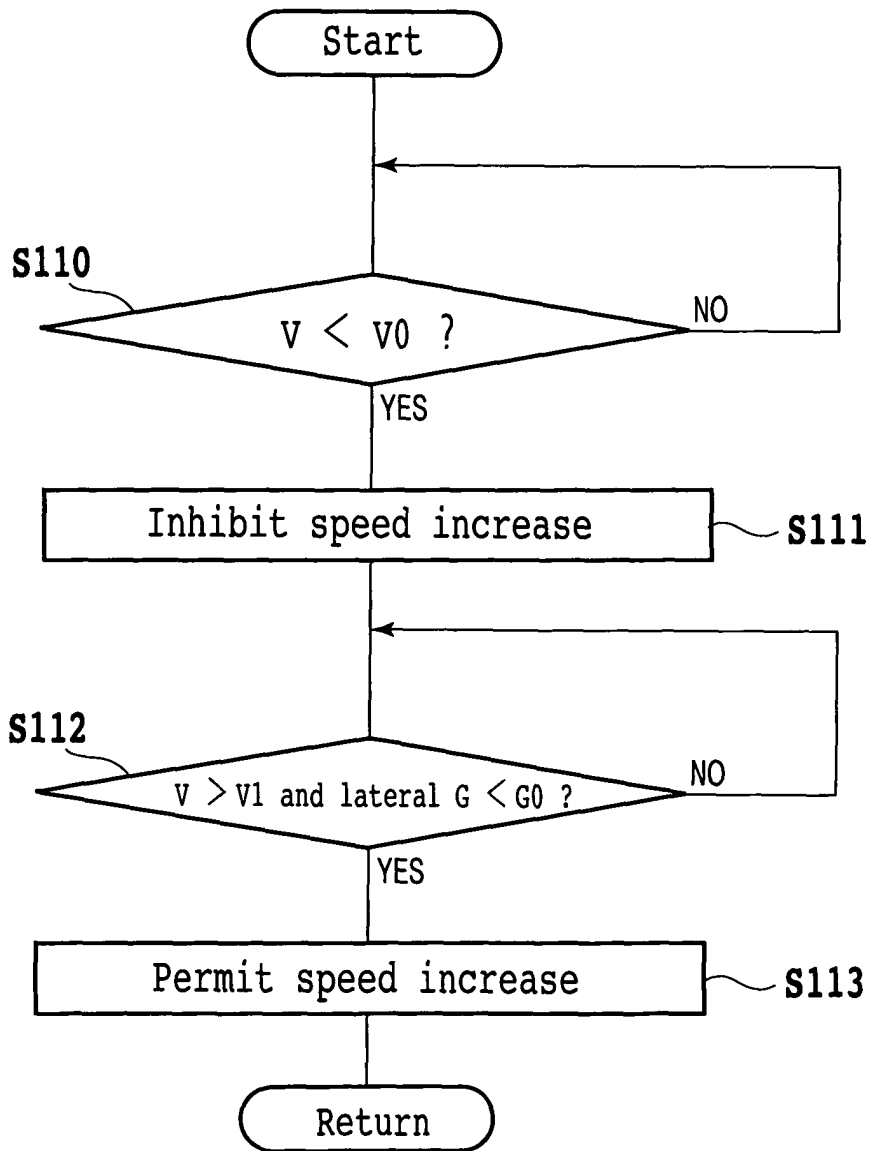 Start
S110
V < V0 ?
NO
YES
Inhibit speed increase
S111
S112
V > V1 and lateral G < G0 ?
NO
YES
Permit speed increase
S113
Return